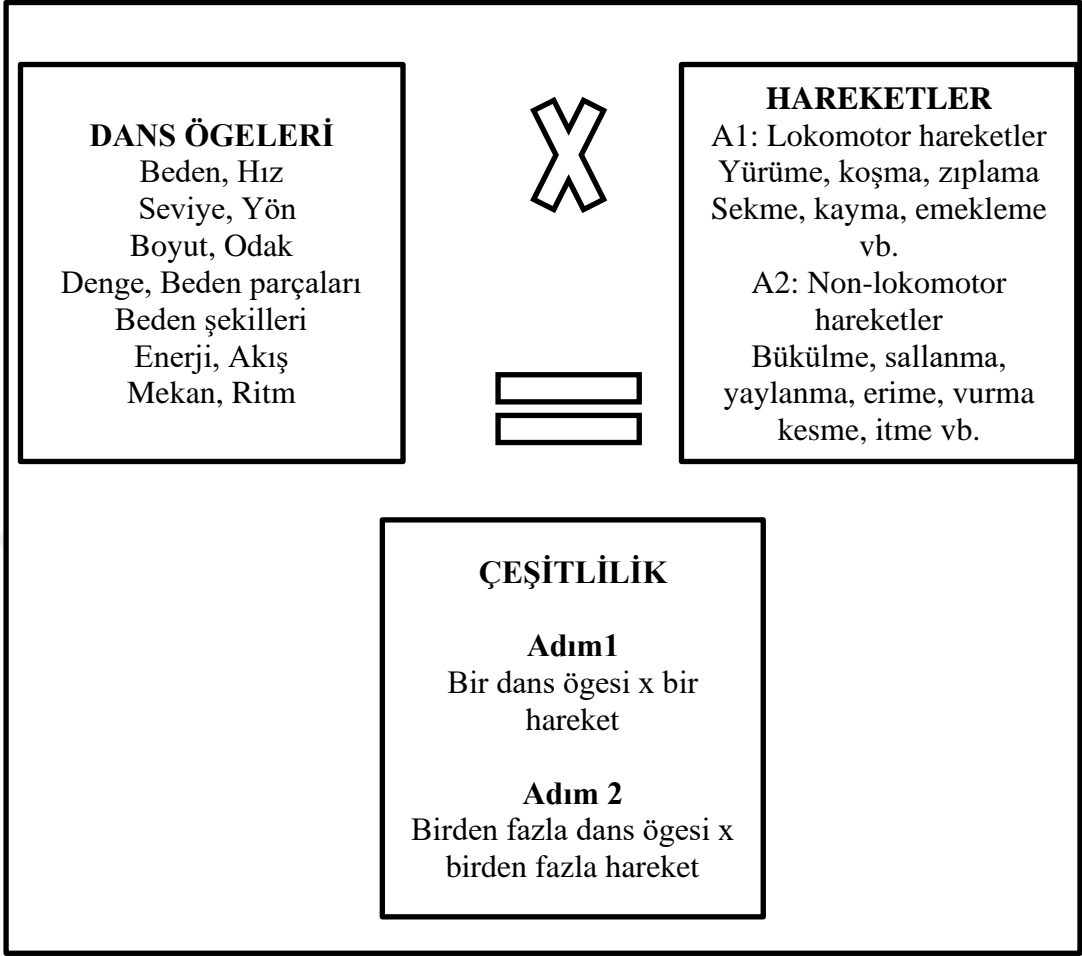 DANS ÖGELERİ
Beden, Hız
Seviye, Yön
Boyut, Odak
Denge, Beden parçaları
Beden şekilleri
Enerji, Akış
Mekan, Ritm
X
=
HAREKETLER
A1: Lokomotor hareketler
Yürüme, koşma, zıplama
Sekme, kayma, emekleme
vb.
A2: Non-lokomotor
hareketler
Bükülme, sallanma,
yaylanma, erime, vurma
kesme, itme vb.
ÇEŞİTLİLİK
Adım1
Bir dans ögesi x bir
hareket
Adım 2
Birden fazla dans ögesi x
birden fazla hareket